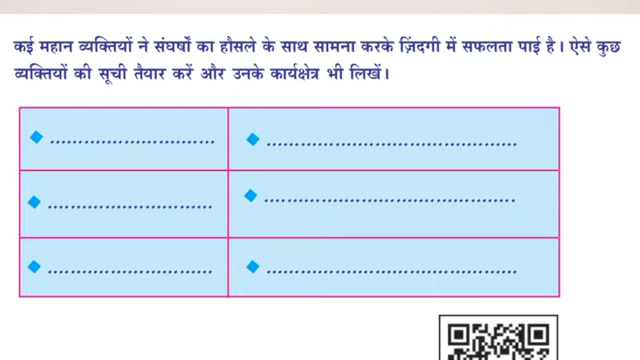 कई महान व्यक्तियों ने संघर्षों का हौसले के साथ सामना करके ज़िंदगी में सफलता पाई है। ऐसे कुछ
व्यक्तियों की सूची तैयार करें और उनके कार्यक्षेत्र भी लिखें।